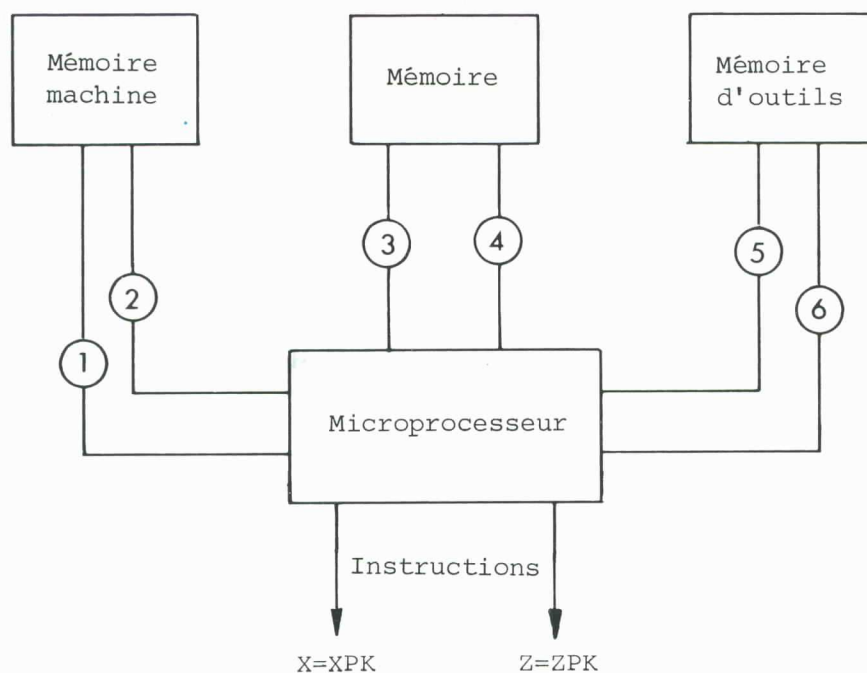 Mémoire
machine
Mémoire
Mémoire
d'outils
3
4
5
2
6
1
Microprocesseur
Instructions
X=XPK
Z=ZPK